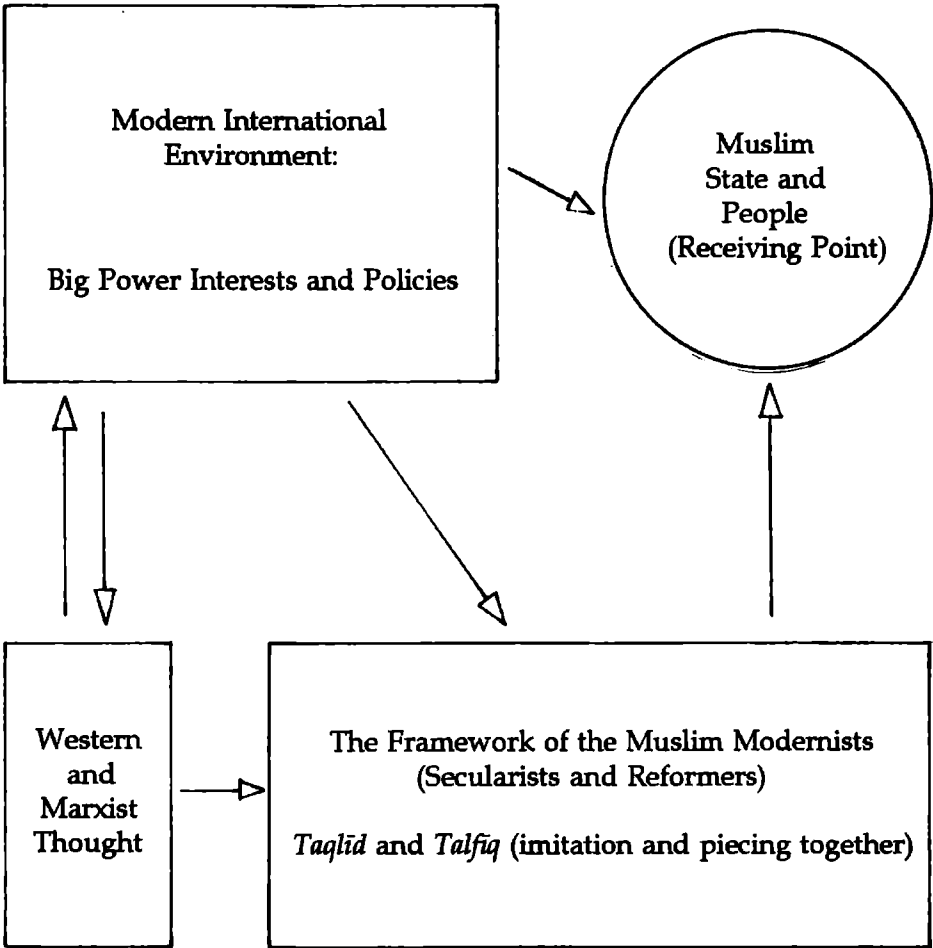 Modern International
Environment:
Big Power Interests and Policies
Muslim
State and
People
(Receiving Point)
Western
and
Marxist
Thought
The Framework of the Muslim Modernists
(Secularists and Reformers)
Taqlīd and Talfīq (imitation and piecing together)